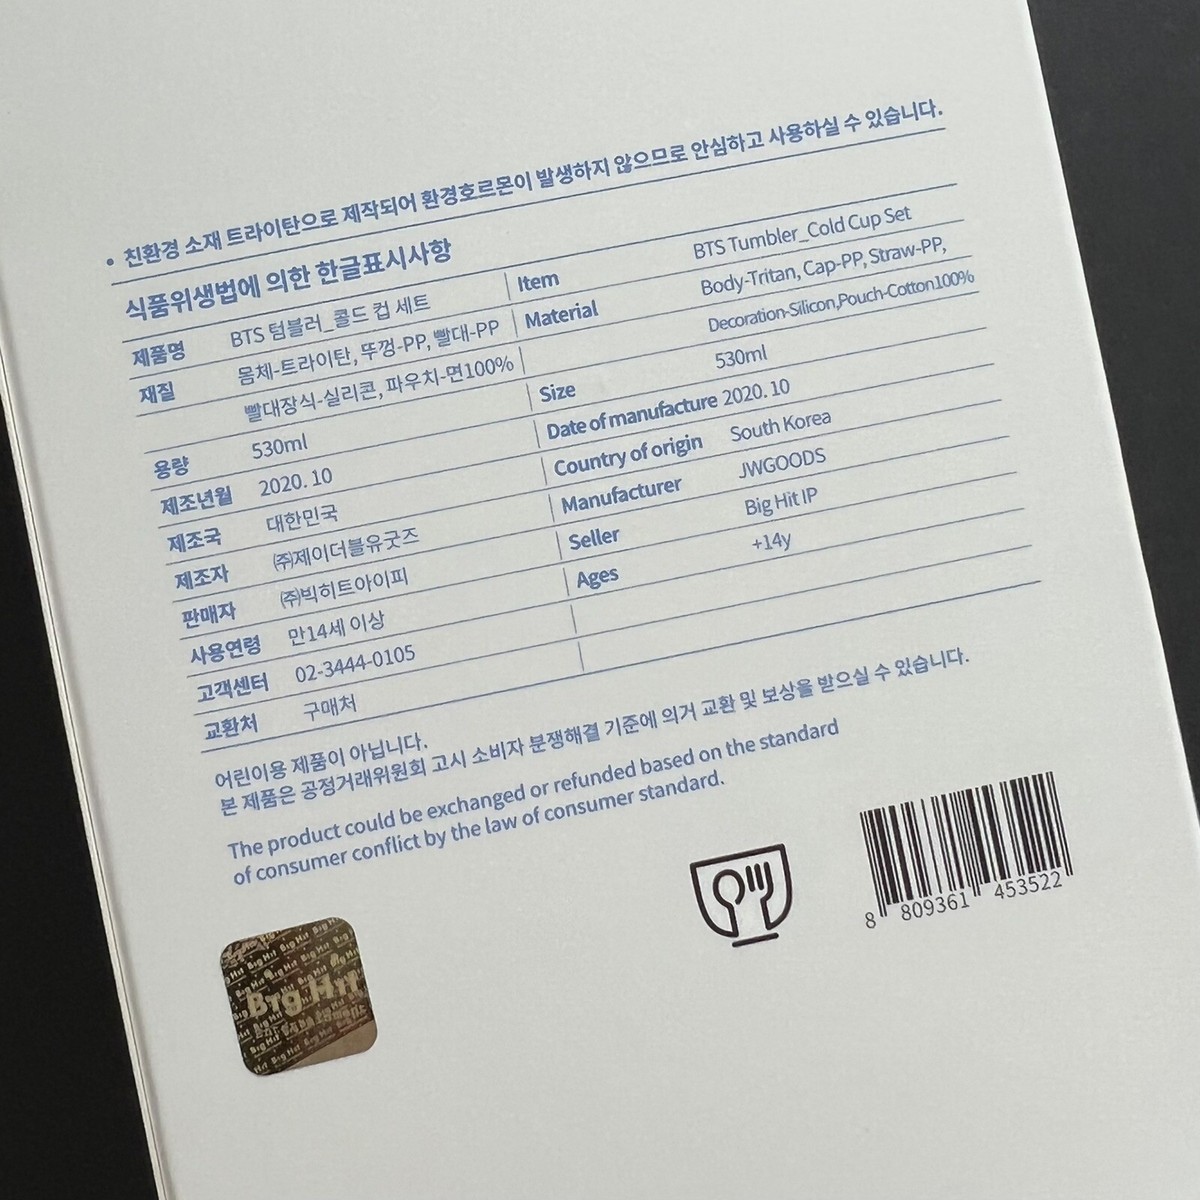 • 친환경 소재 트라이탄으로 제작되어 환경호르몬이 발생하지 않으므로 안심하고 사용하실 수 있습니다.
식품위생법에 의한 한글표시사항
제품명 BTS 텀블러_콜드 컵 세트 Item BTS Tumbler_Cold Cup Set
재질 몸체-트라이탄, 뚜껑-PP, 빨대-PP Material Body-Tritan, Cap-PP, Straw-PP,
빨대장식-실리콘, 파우치-면100% Decoration-Silicon,Pouch-Cotton100%
용량 530ml Size 530ml
제조년월 2020. 10 Date of manufacture 2020. 10
제조국 대한민국 Country of origin South Korea
제조자 ㈜제이더블유굿즈 Manufacturer JWGOODS
판매자 ㈜빅히트아이피 Seller Big Hit IP
사용연령 만14세 이상 Ages +14y
고객센터 02-3444-0105
교환처 구매처
어린이용 제품이 아닙니다.
본 제품은 공정거래위원회 고시 소비자 분쟁해결 기준에 의거 교환 및 보상을 받으실 수 있습니다.
The product could be exchanged or refunded based on the standard
of consumer conflict by the law of consumer standard.
8 809361 453522
Big Hit